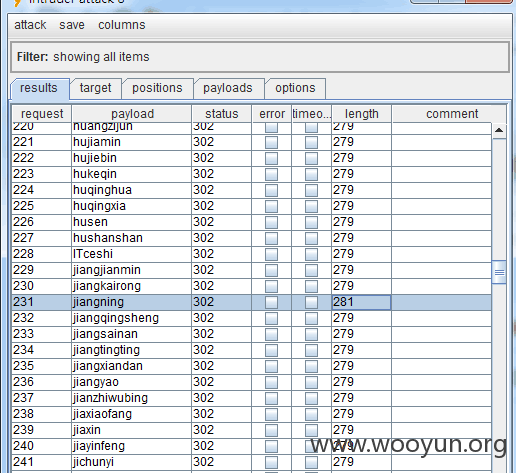 Intruder attack 6
attack save columns
Filter: showing all items
results target positions payloads options
request payload status error timeo... length comment
220 huangzijun 302 279
221 hujiamin 302 279
222 hujiebin 302 279
223 hukeqin 302 279
224 huqinghua 302 279
225 huqingxia 302 279
226 husen 302 279
227 hushanshan 302 279
228 ITceshi 302 279
229 jiangjianmin 302 279
230 jiangkairong 302 279
231 jiangning 302 281
232 jiangqingsheng 302 279
233 jiangsainan 302 279
234 jiangtingting 302 279
235 jiangxiandan 302 279
236 jiangyao 302 279
237 jianzhiwubing 302 279
238 jiaxiaofang 302 279
239 jiaxin 302 279
240 jiayinfeng 302 279
241 jichunyi 302 279
www.wooyun.org